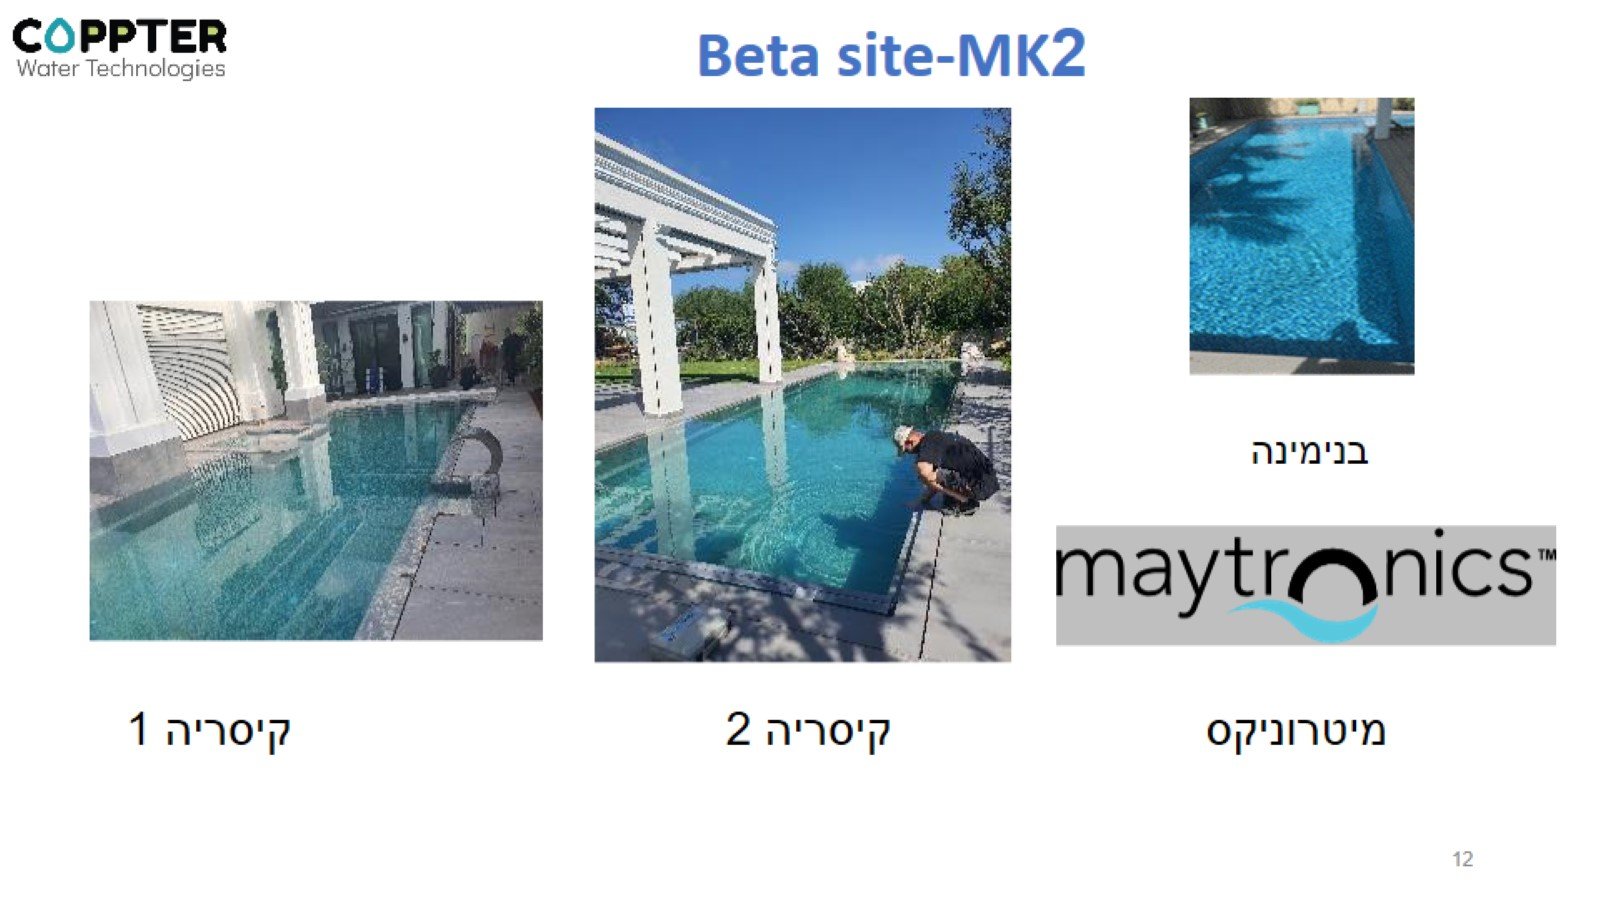 COPPTER
Water Technologies
Beta site-MK2
בנימינה
maytronics™
קיסריה 1
קיסריה 2
מיטרוניקס
12